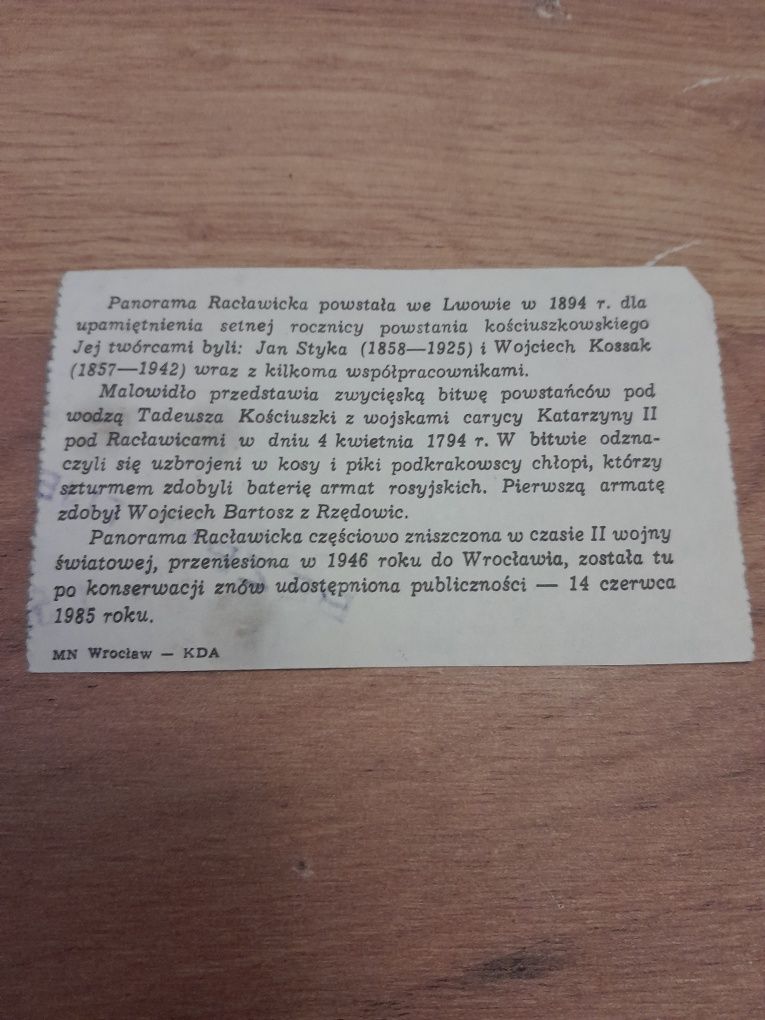 Panorama Racławicka powstała we Lwowie w 1894 r. dla
upamiętnienia setnej rocznicy powstania kościuszkowskiego
Jej twórcami byli: Jan Styka (1858—1925) i Wojciech Kossak
(1857—1942) wraz z kilkoma współpracownikami.
Malowidło przedstawia zwycięską bitwę powstańców pod
wodzą Tadeusza Kościuszki z wojskami carycy Katarzyny II
pod Racławicami w dniu 4 kwietnia 1794 r. W bitwie odzna-
czyli się uzbrojeni w kosy i piki podkrakowscy chłopi, którzy
szturmem zdobyli baterię armat rosyjskich. Pierwszą armatę
zdobył Wojciech Bartosz z Rzędowic.
Panorama Racławicka częściowo zniszczona w czasie II wojny
światowej, przeniesiona w 1946 roku do Wrocławia, została tu
po konserwacji znów udostępniona publiczności — 14 czerwca
1985 roku.
MN Wrocław — KDA